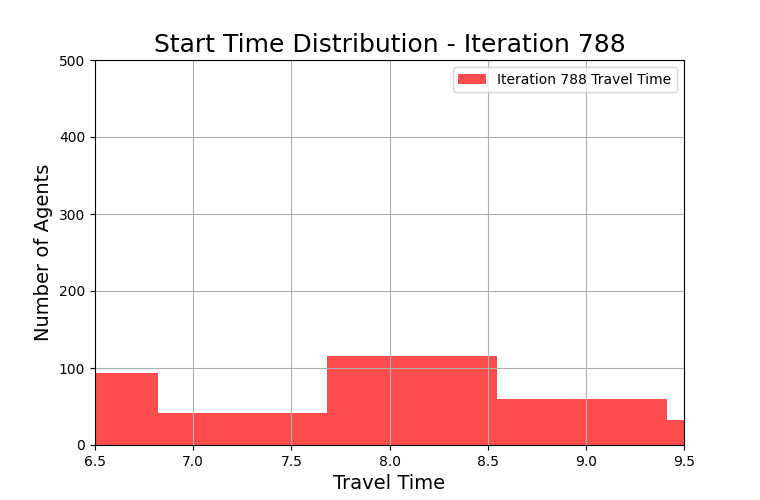 Start Time Distribution - Iteration 788
500
400
300
200
100
0
Number of Agents
Iteration 788 Travel Time
6.5 7.0 7.5 8.0 8.5 9.0 9.5
Travel Time